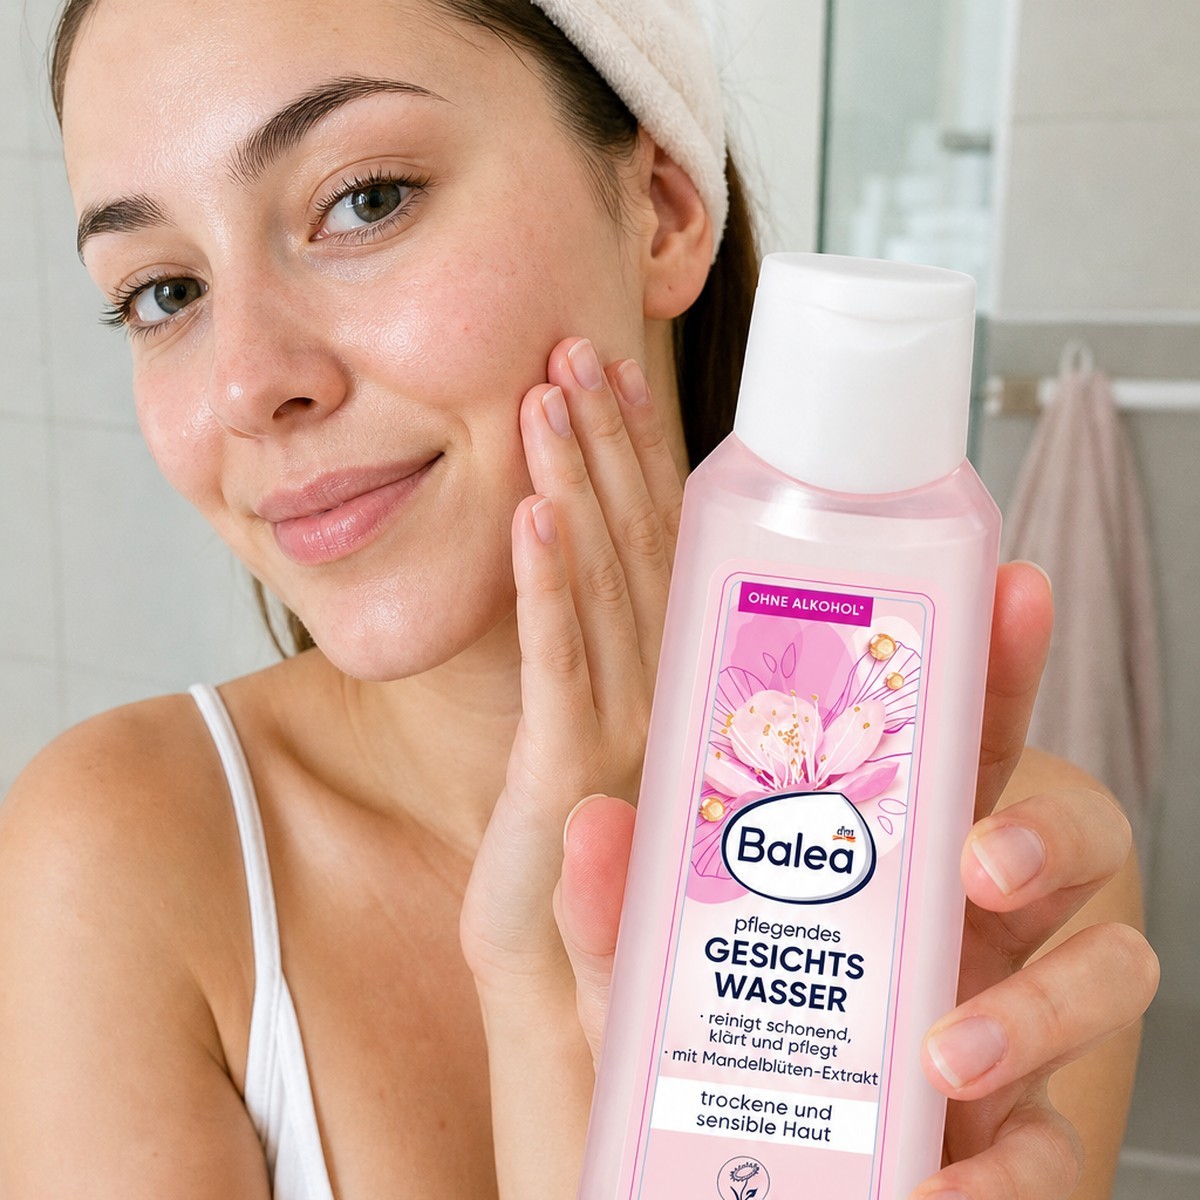 OHNE ALKOHOL*
dm
Balea
pflegendes
GESICHTS
WASSER
· reinigt schonend,
klärt und pflegt
· mit Mandelblüten-Extrakt
trockene und
sensible Haut